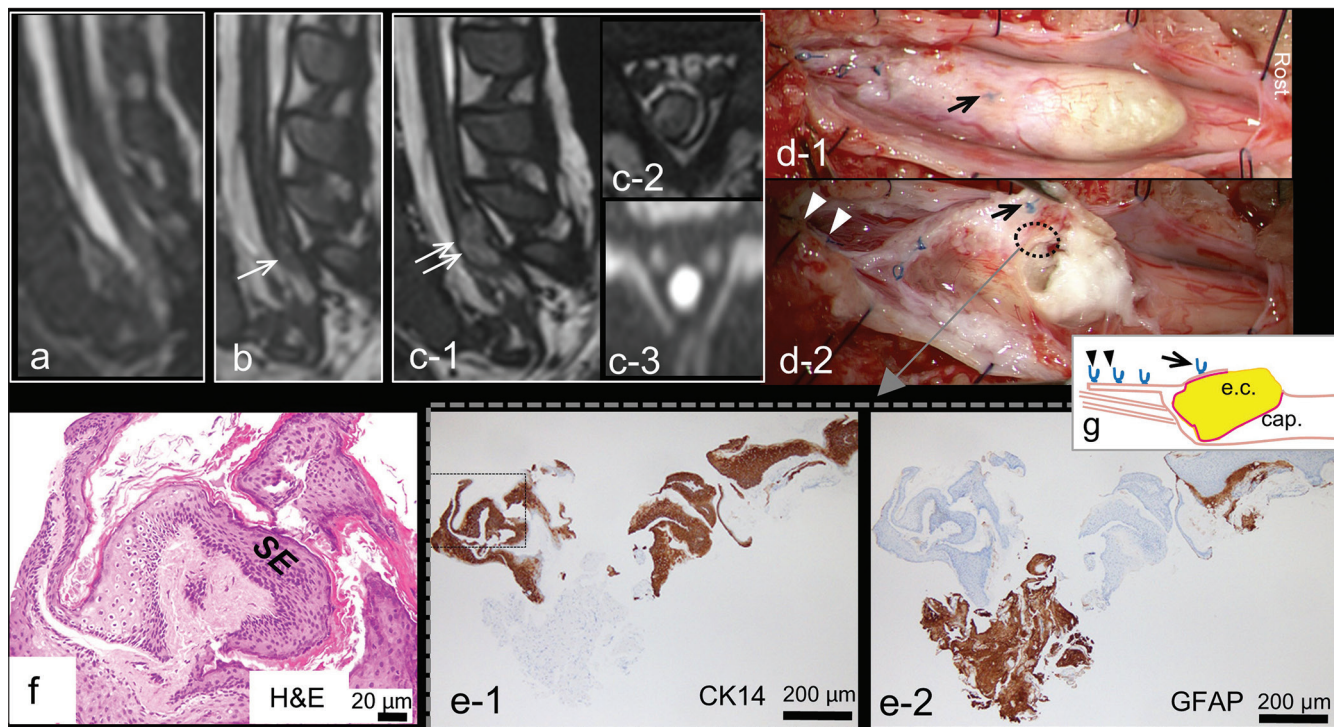 a
b
c-1
c-2
c-3
d-1
Rost.
d-2
e.c.
cap.
g
f
SE
H&E
20 µm
e-1
CK14
200 µm
e-2
GFAP
200 µm